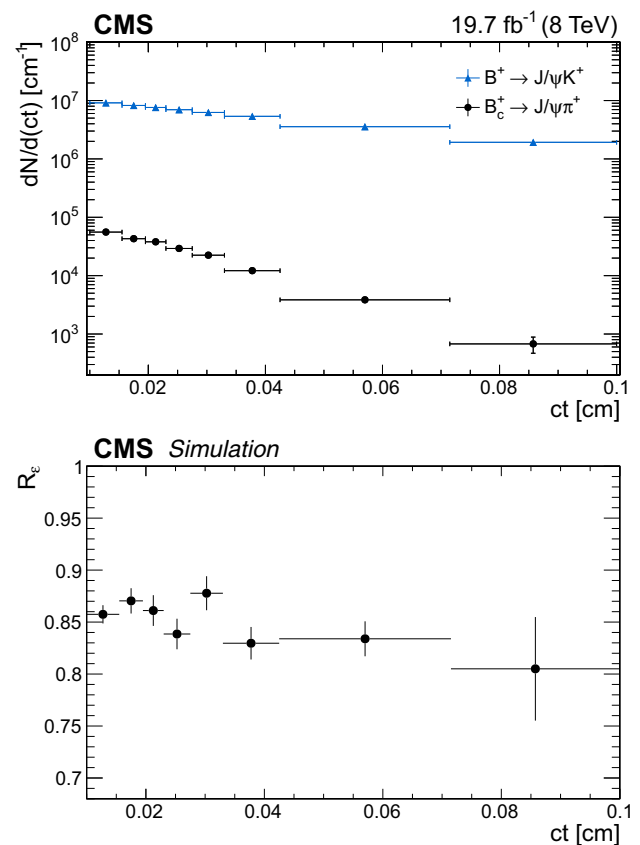 CMS 19.7 fb⁻¹ (8 TeV)
dN/d(ct) [cm⁻¹]
10⁸
10⁷
10⁶
10⁵
10⁴
10³
B⁺ → J/ψK⁺
B_c⁺ → J/ψπ⁺
0.02 0.04 0.06 0.08 0.1
ct [cm]
CMS Simulation
R_ε
1
0.95
0.9
0.85
0.8
0.75
0.7
0.02 0.04 0.06 0.08 0.1
ct [cm]